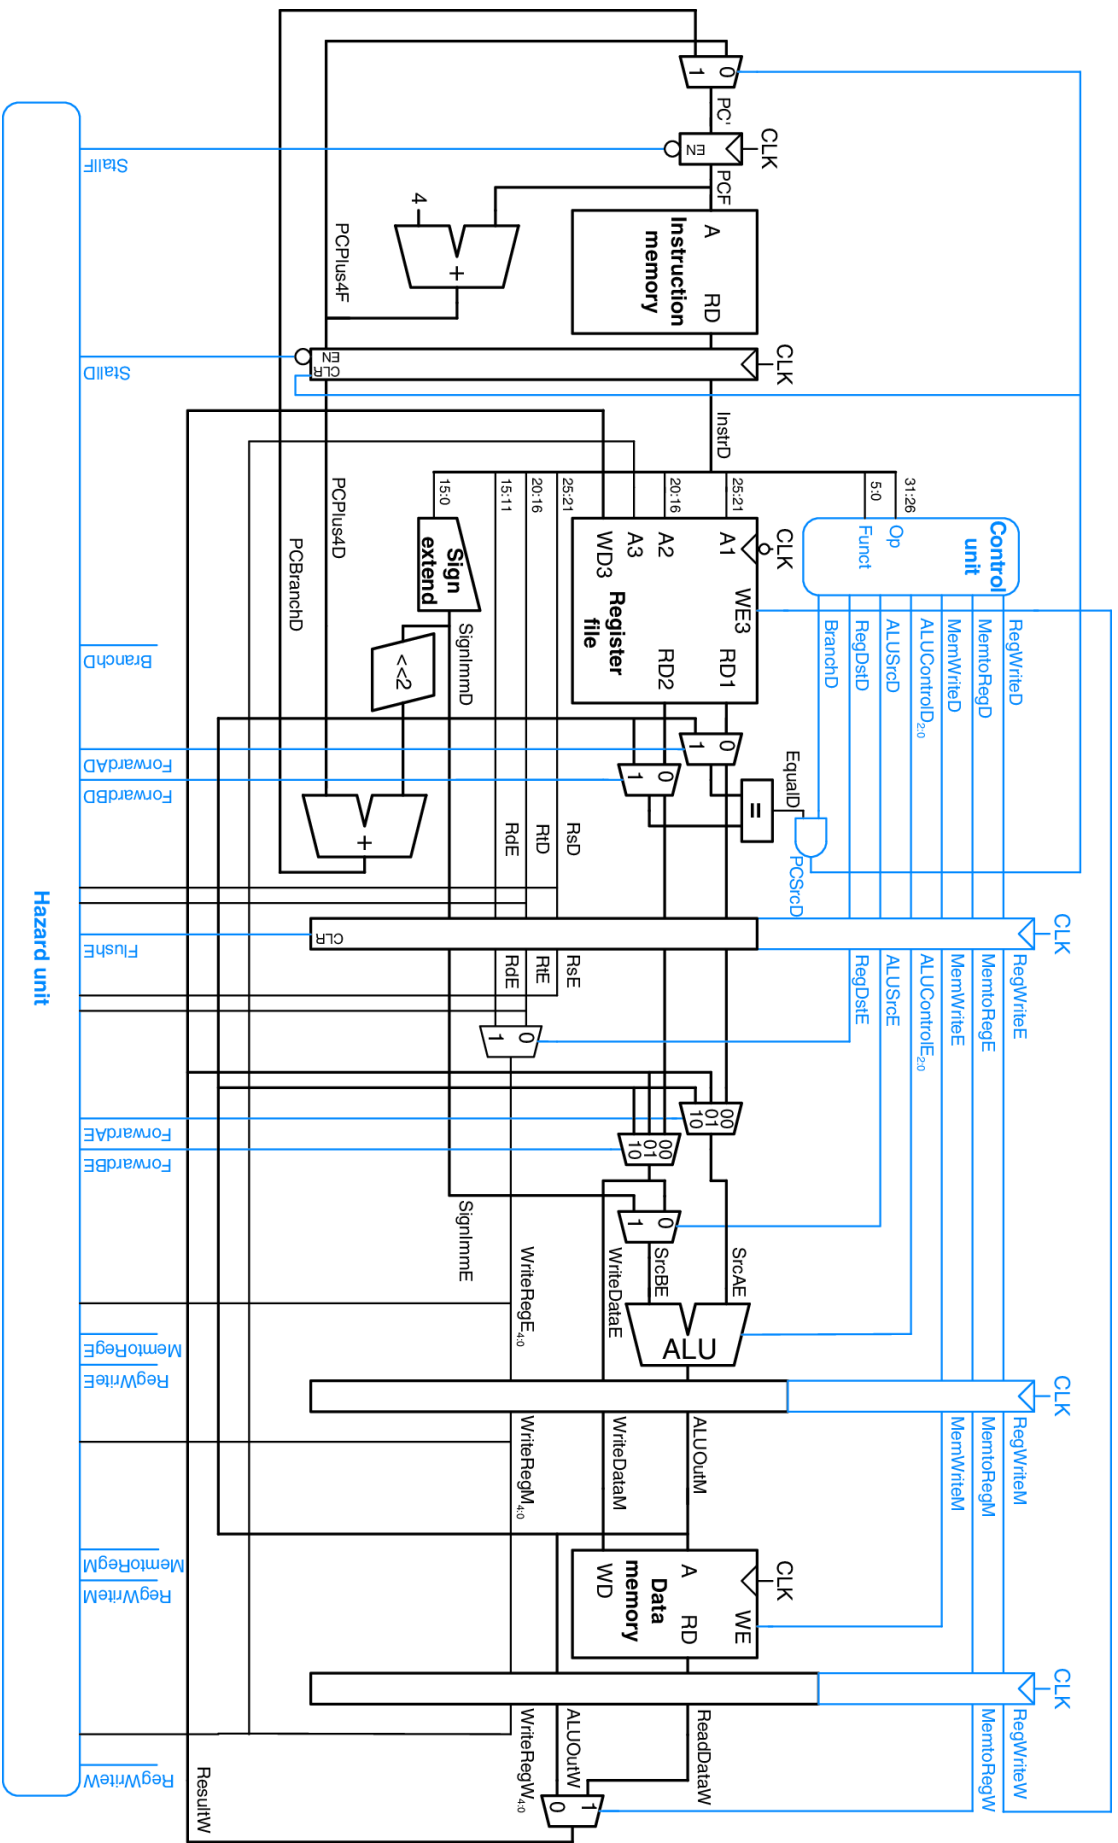 CLK
CLK
CLK
CLK
CLK
CLK
CLK
Control
unit
31:26
5:0
Op
Funct
RegWriteD
MemtoRegD
MemWriteD
ALUControlD2:0
ALUSrcD
RegDstD
BranchD
RegWriteE
MemtoRegE
MemWriteE
ALUControlE2:0
ALUSrcE
RegDstE
RegWriteM
MemtoRegM
MemWriteM
RegWriteW
MemtoRegW
EqualD
PCSrcD
=
0
1
PC'
EN
PCF
A
RD
Instruction
memory
4
+
PCPlus4F
EN
CLR
InstrD
25:21
20:16
A1
A2
A3
WD3
WE3
RD1
RD2
Register
file
25:21
20:16
15:11
15:0
Sign
extend
SignImmD
<<2
+
PCPlus4D
PCBranchD
0
1
0
1
RsD
RtD
RdE
CLR
RsE
RtE
RdE
0
1
00
01
10
00
01
10
0
1
SrcAE
SrcBE
ALU
WriteDataE
WriteRegE4:0
SignImmE
ALUOutM
WriteDataM
WriteRegM4:0
A
RD
WD
WE
Data
memory
ReadDataW
ALUOutW
WriteRegW4:0
1
0
ResultW
StallF
StallD
BranchD
ForwardAD
ForwardBD
FlushE
ForwardAE
ForwardBE
MemtoRegE
RegWriteE
MemtoRegM
RegWriteM
RegWriteW
Hazard unit